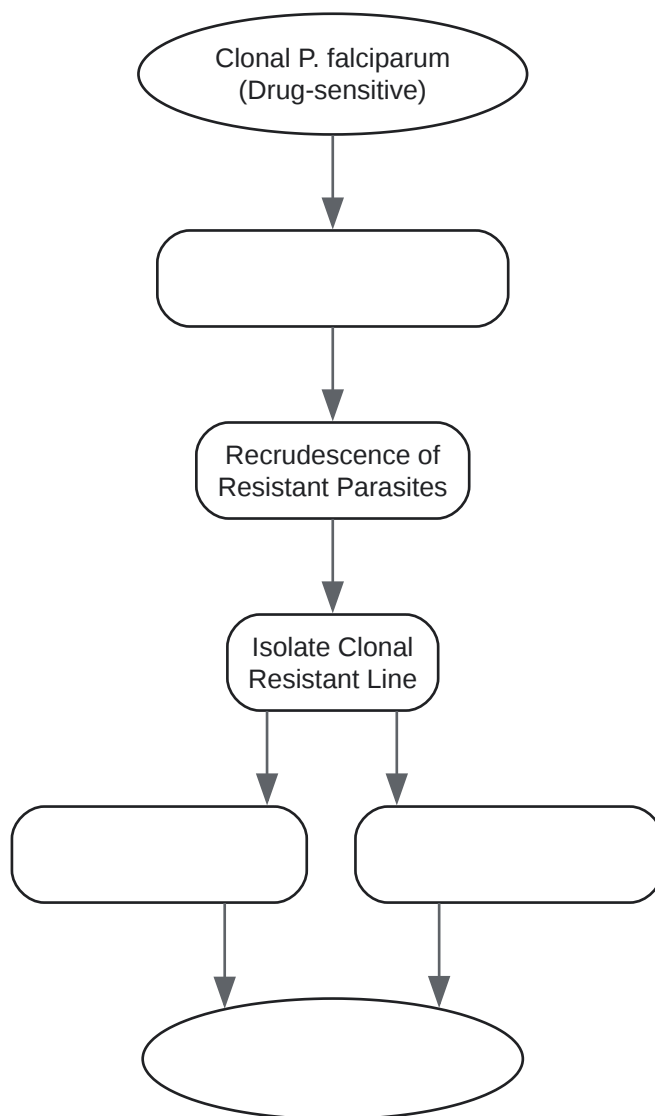 Clonal P. falciparum
(Drug-sensitive)
Recrudescence of
Resistant Parasites
Isolate Clonal
Resistant Line